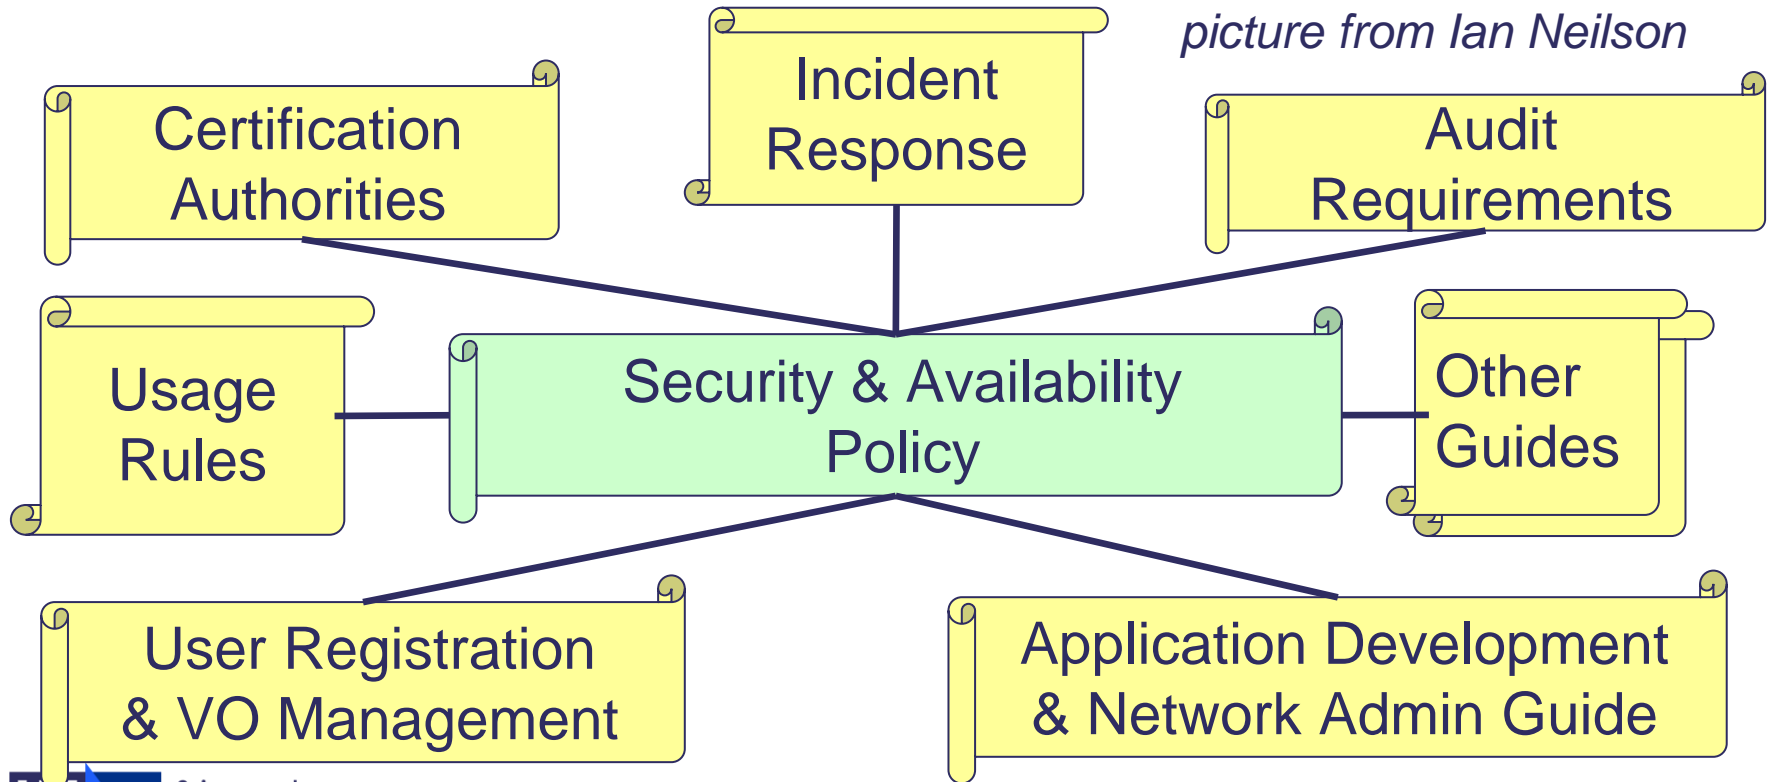 picture from Ian Neilson
Certification
Authorities
Incident
Response
Audit
Requirements
Usage
Rules
Security & Availability
Policy
Other
Guides
User Registration
& VO Management
Application Development
& Network Admin Guide